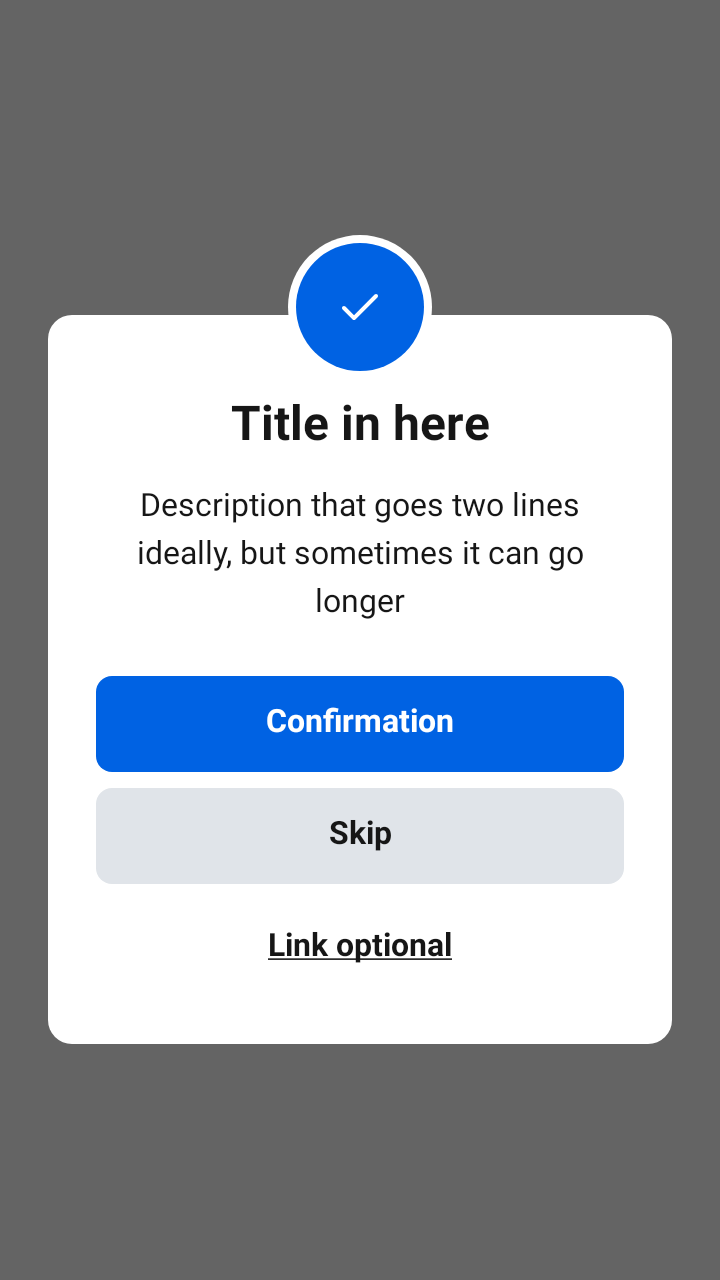 Title in here
Description that goes two lines
ideally, but sometimes it can go
longer
Confirmation
Skip
Link optional